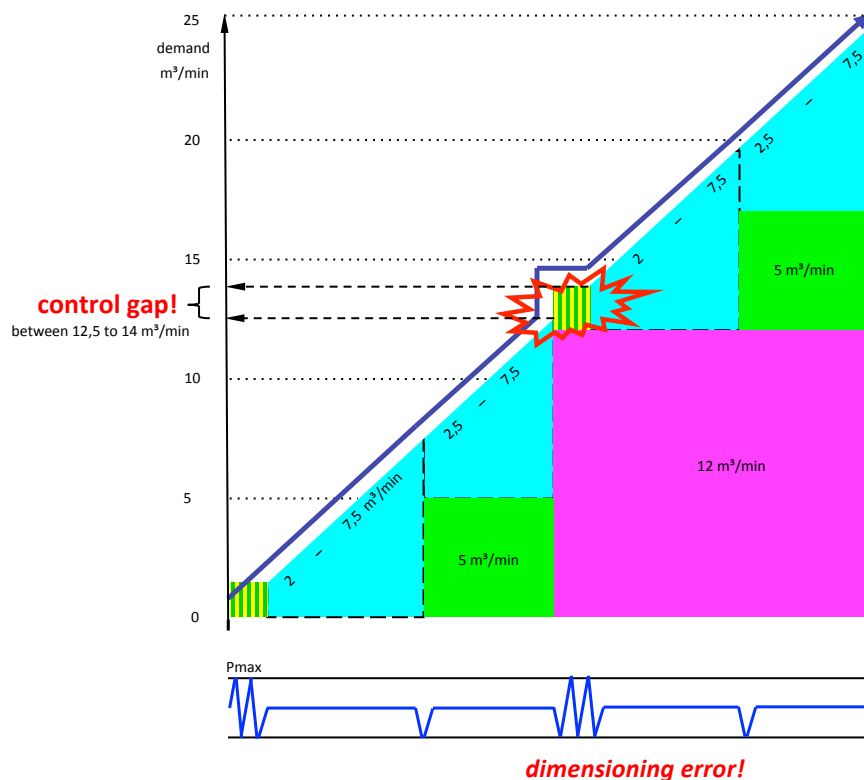 25
demand
m³/min
20
15
10
5
0
control gap!
between 12,5 to 14 m³/min
2 – 7,5 m³/min
2,5 – 7,5
2 – 7,5
2,5 – 7,5
5 m³/min
12 m³/min
5 m³/min
Pmax
dimensioning error!